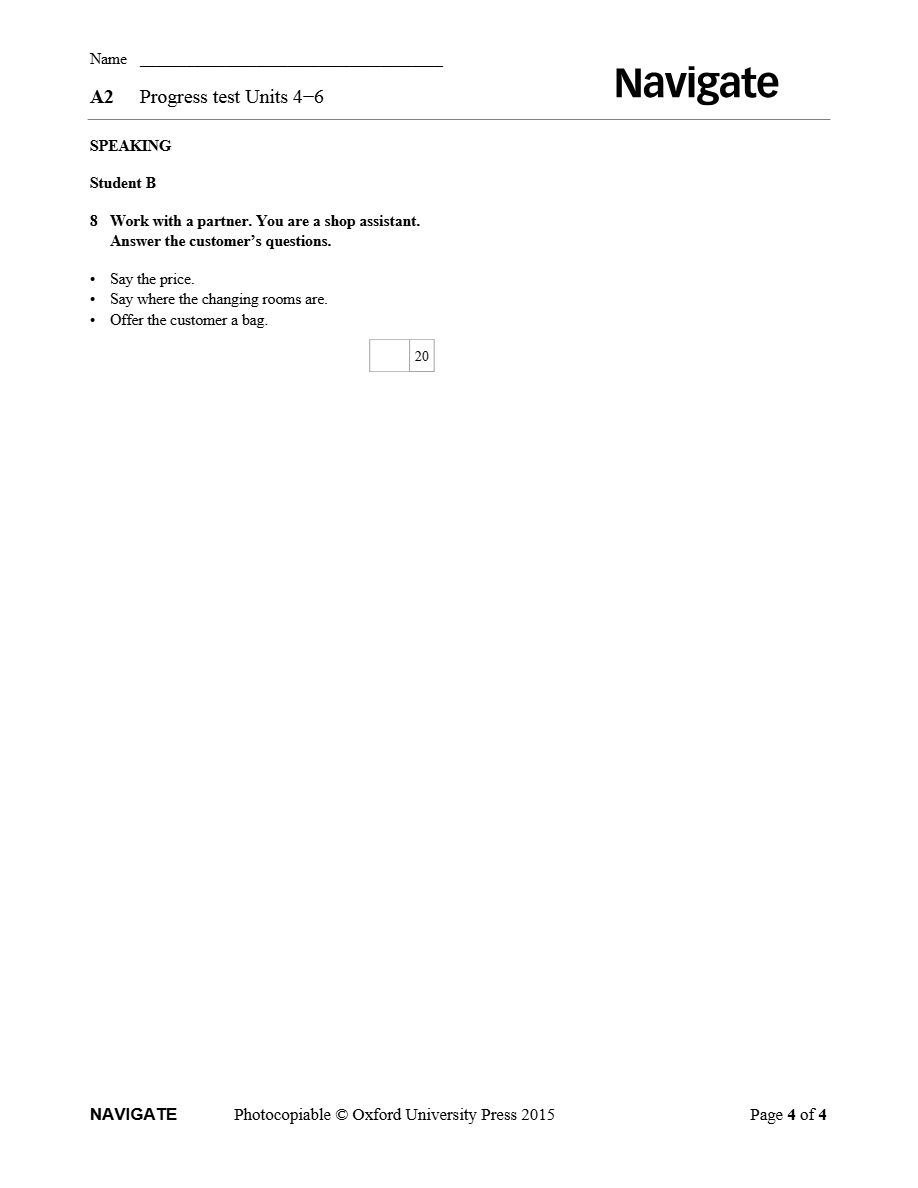 Name ______________________________________
Navigate
A2 Progress test Units 4–6
SPEAKING
Student B
8 Work with a partner. You are a shop assistant.
Answer the customer’s questions.
• Say the price.
• Say where the changing rooms are.
• Offer the customer a bag.
20
NAVIGATE Photocopiable © Oxford University Press 2015 Page 4 of 4